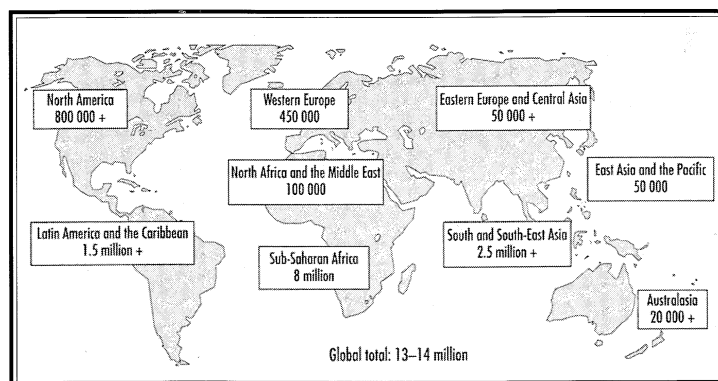 North America
800 000 +
Western Europe
450 000
Eastern Europe and Central Asia
50 000 +
North Africa and the Middle East
100 000
East Asia and the Pacific
50 000
Latin America and the Caribbean
1.5 million +
Sub-Saharan Africa
8 million
South and South-East Asia
2.5 million +
Australasia
20 000 +
Global total: 13–14 million